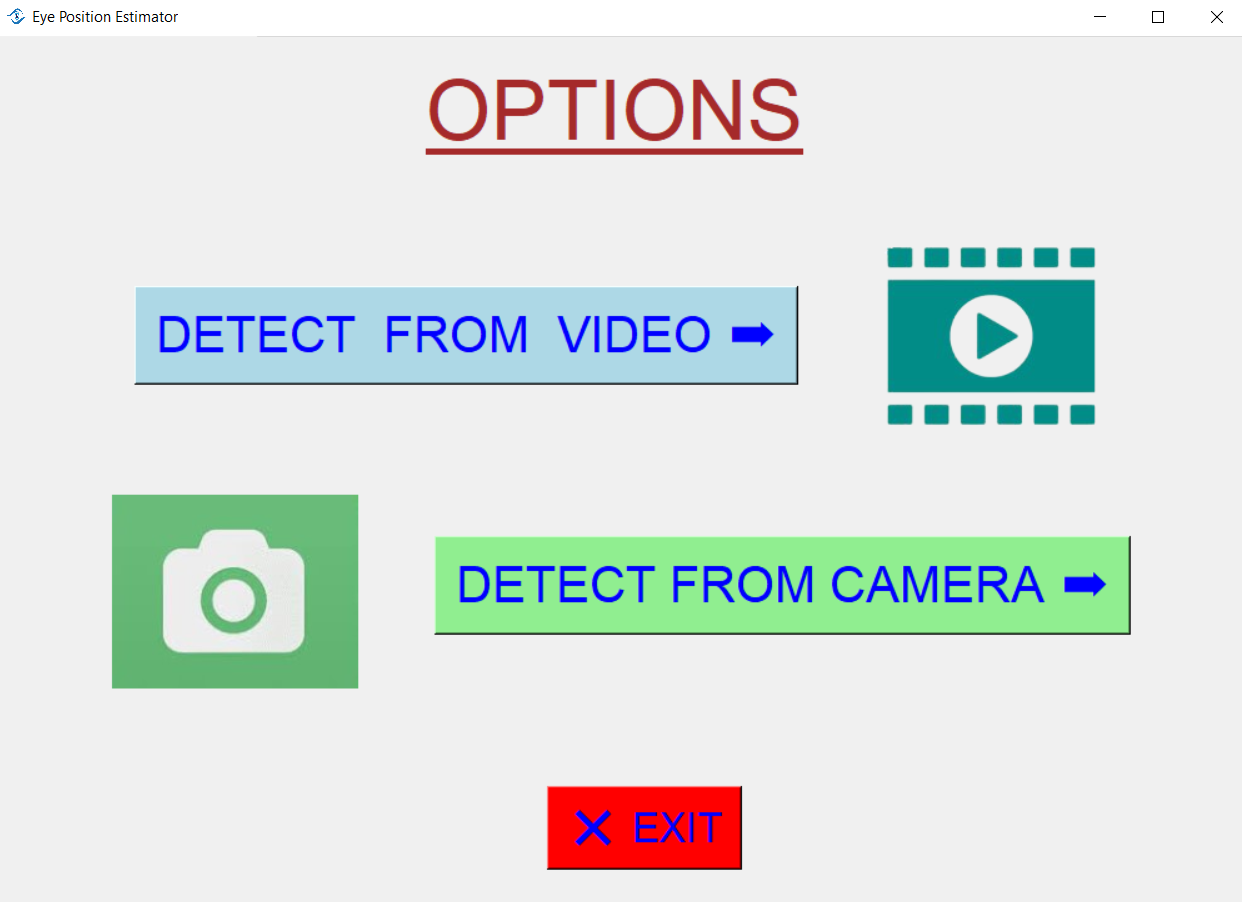 Eye Position Estimator
OPTIONS
DETECT FROM VIDEO ➡
DETECT FROM CAMERA ➡
✕ EXIT